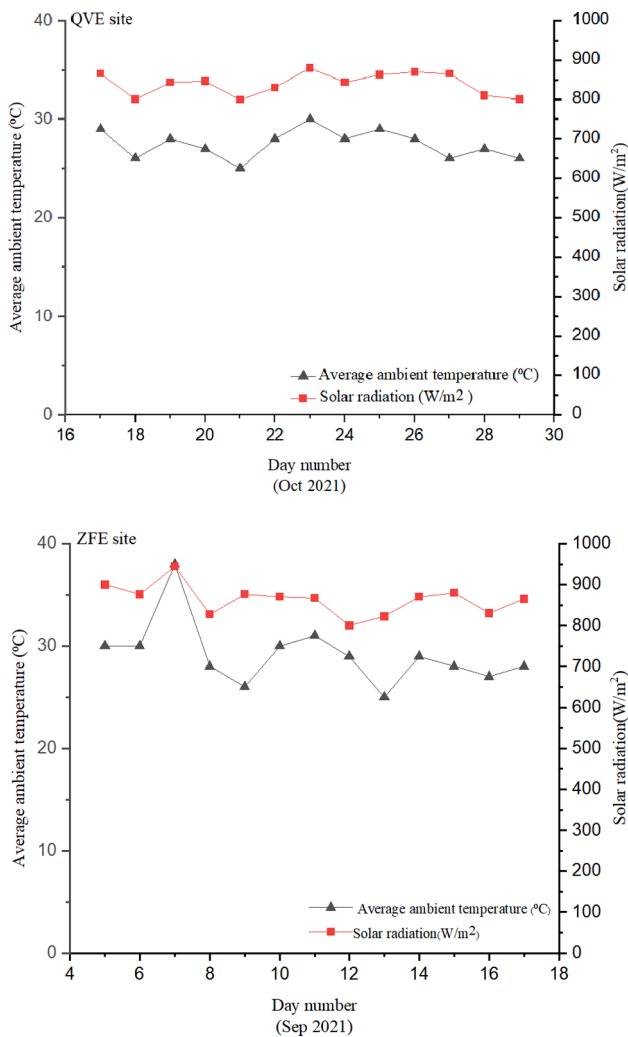 QVE site
40
30
20
10
0
Average ambient temperature (⁰C)
1000
900
800
700
600
500
400
300
200
100
0
Solar radiation(W/m²)
Average ambient temperature (⁰C)
Solar radiation (W/m2 )
16 18 20 22 24 26 28 30
Day number
(Oct 2021)
ZFE site
40
30
20
10
0
Average ambient temperature (⁰C)
1000
900
800
700
600
500
400
300
200
100
0
Solar radiation(W/m²)
Average ambient temperature (⁰C)
Solar radiation(W/m2)
4 6 8 10 12 14 16 18
Day number
(Sep 2021)